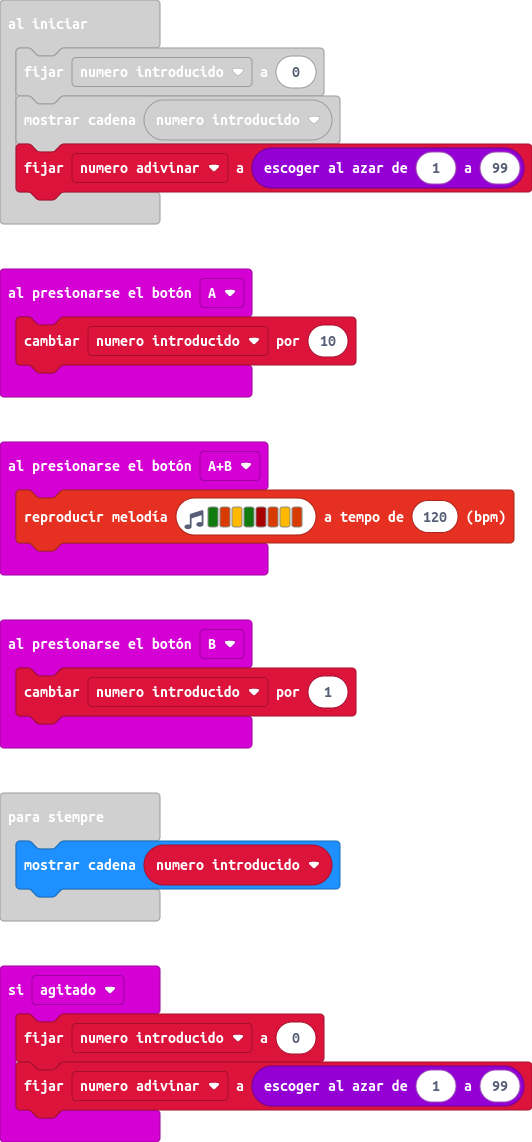 al iniciar
fijar numero introducido a 0
mostrar cadena numero introducido
fijar numero adivinar a escoger al azar de 1 a 99
al presionarse el botón A
cambiar numero introducido por 10
al presionarse el botón A+B
reproducir melodía a tempo de 120 (bpm)
al presionarse el botón B
cambiar numero introducido por 1
para siempre
mostrar cadena numero introducido
si agitado
fijar numero introducido a 0
fijar numero adivinar a escoger al azar de 1 a 99